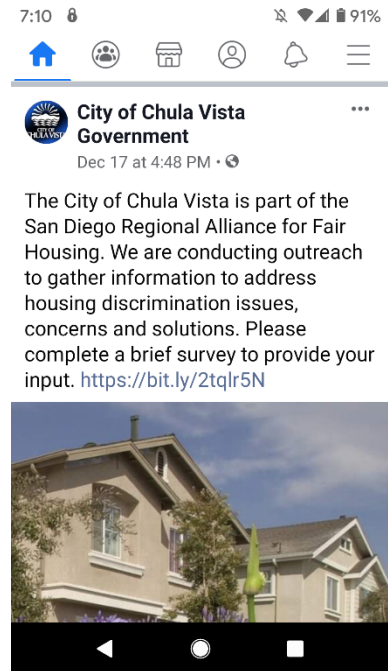 7:10 8 91%
City of Chula Vista
Government
Dec 17 at 4:48 PM ·
The City of Chula Vista is part of the
San Diego Regional Alliance for Fair
Housing. We are conducting outreach
to gather information to address
housing discrimination issues,
concerns and solutions. Please
complete a brief survey to provide your
input. https://bit.ly/2tqlr5N